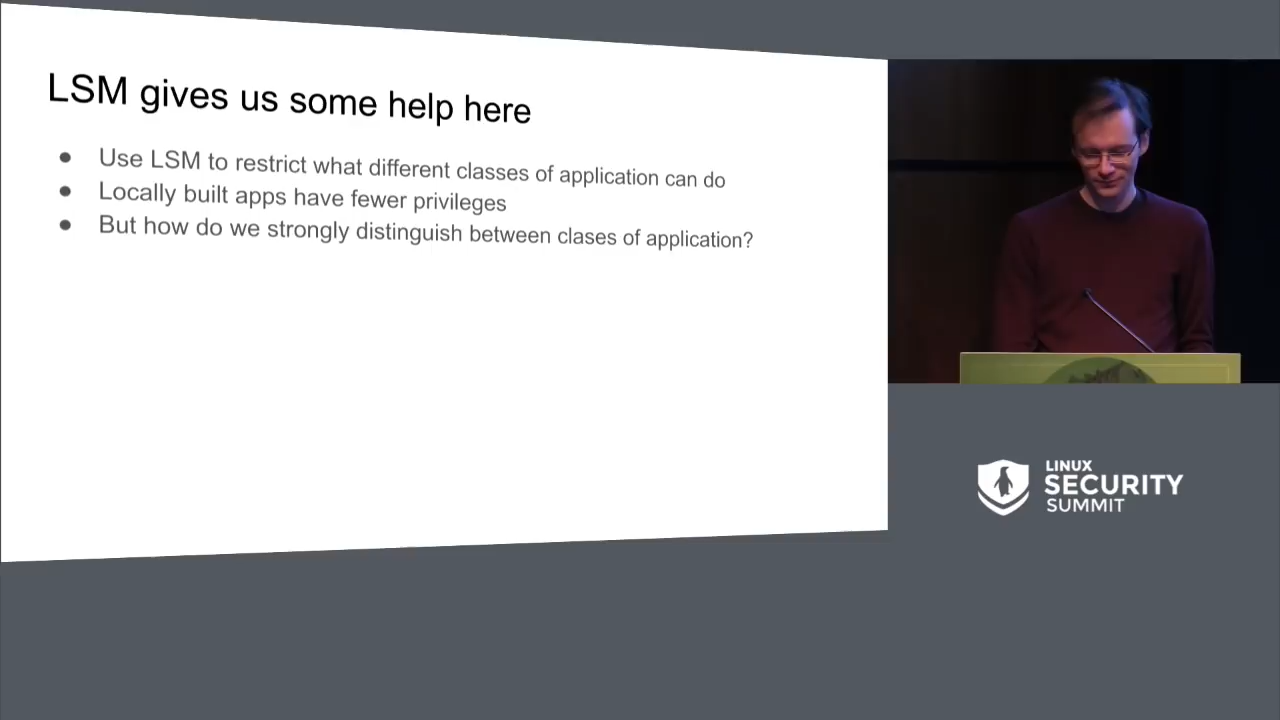 LSM gives us some help here
● Use LSM to restrict what different classes of application can do
● Locally built apps have fewer privileges
● But how do we strongly distinguish between clases of application?
LINUX
SECURITY
SUMMIT